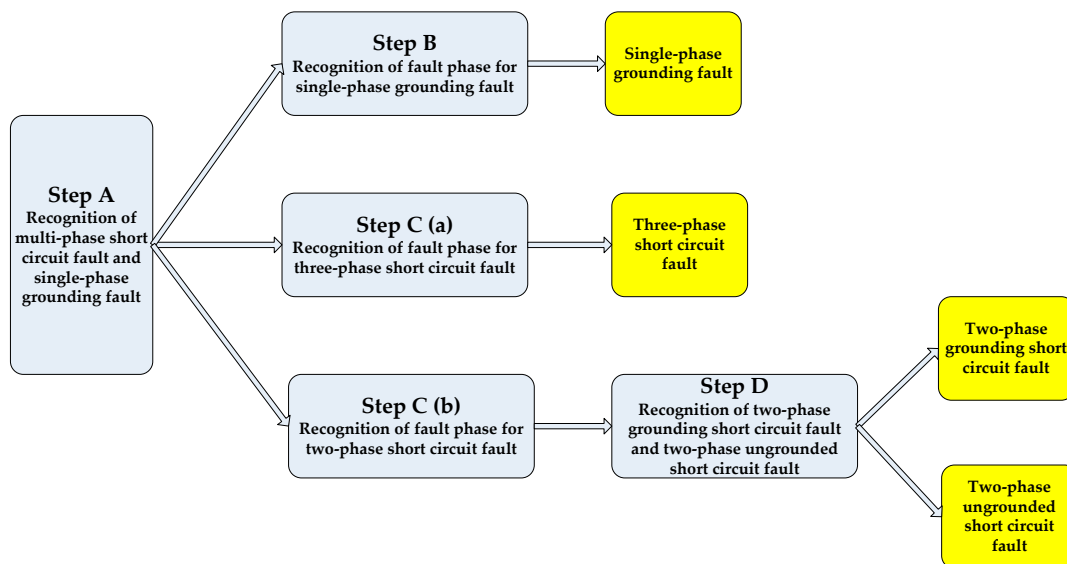 Step B
Recognition of fault phase for
single-phase grounding fault
Single-phase
grounding fault
Step A
Recognition of
multi-phase short
circuit fault and
single-phase
grounding fault
Step C (a)
Recognition of fault phase for
three-phase short circuit fault
Three-phase
short circuit
fault
Step C (b)
Recognition of fault phase for
two-phase short circuit fault
Step D
Recognition of two-phase
grounding short circuit fault
and two-phase ungrounded
short circuit fault
Two-phase
grounding short
circuit fault
Two-phase
ungrounded
short circuit
fault